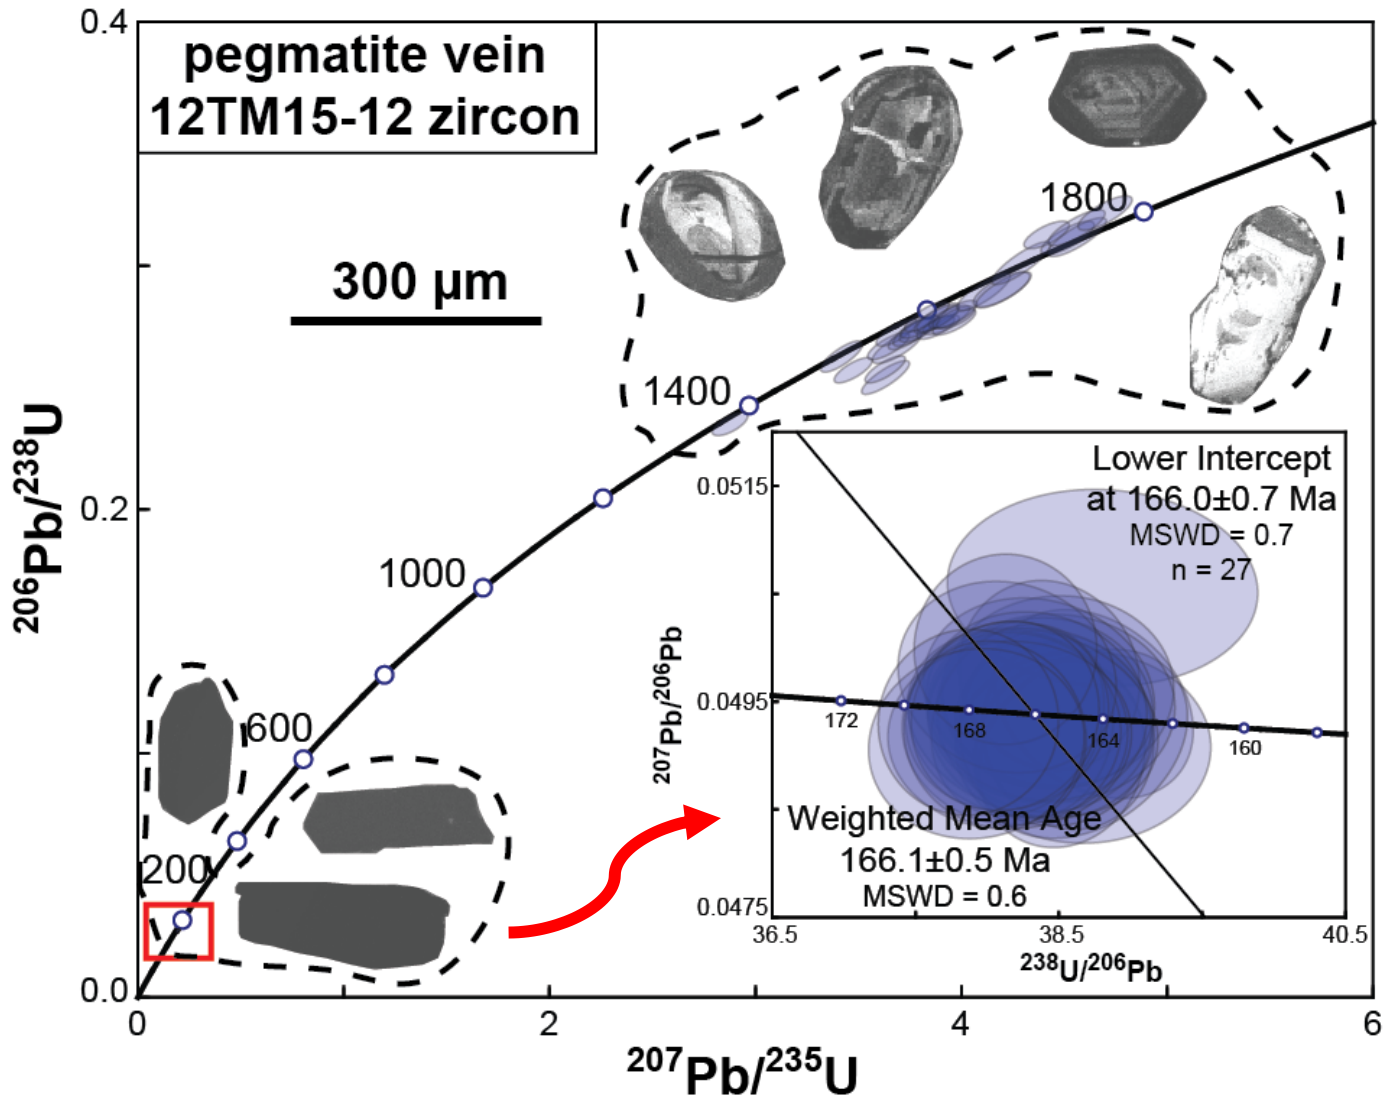 pegmatite vein
12TM15-12 zircon
300 µm
0.4
0.2
0.0
²⁰⁶Pb/²³⁸U
1800
1400
1000
600
200
0
2
4
6
²⁰⁷Pb/²³⁵U
Lower Intercept
at 166.0±0.7 Ma
MSWD = 0.7
n = 27
0.0515
0.0495
0.0475
²⁰⁷Pb/²⁰⁶Pb
172
168
164
160
Weighted Mean Age
166.1±0.5 Ma
MSWD = 0.6
36.5
38.5
40.5
²³⁸U/²⁰⁶Pb